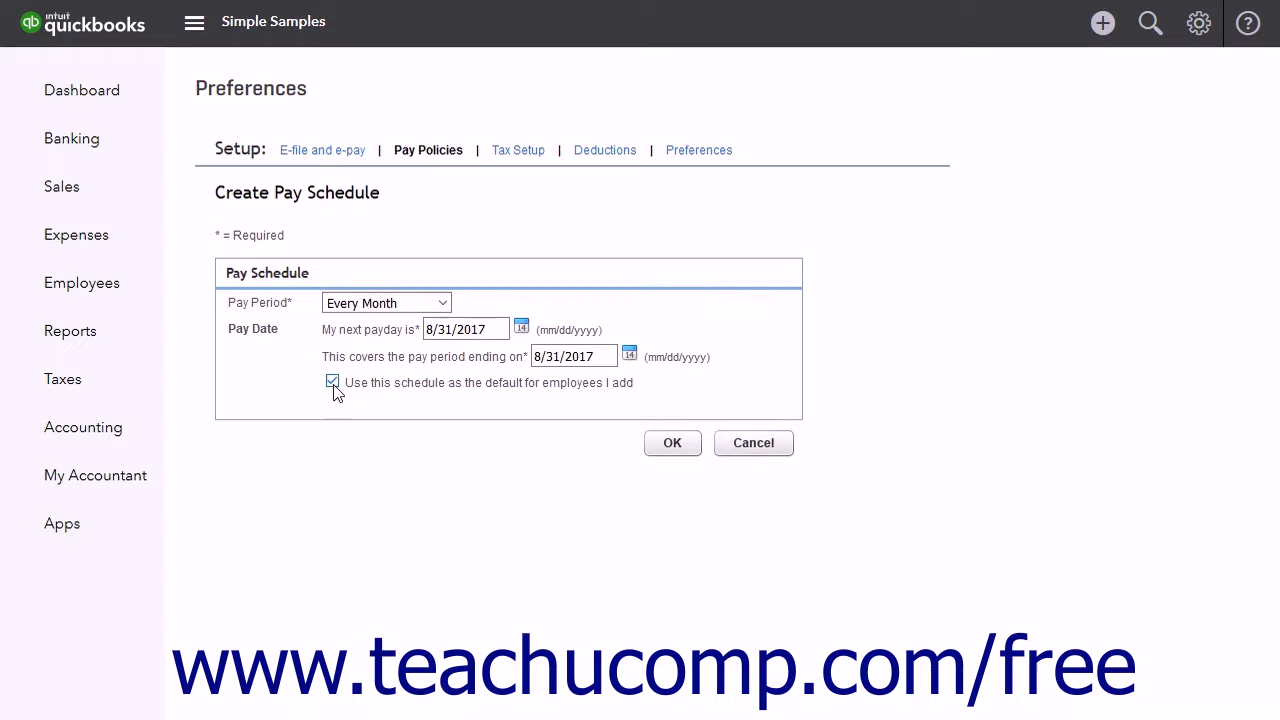 intuit quickbooks Simple Samples
Dashboard
Banking
Sales
Expenses
Employees
Reports
Taxes
Accounting
My Accountant
Apps
Preferences
Setup: E-file and e-pay | Pay Policies | Tax Setup | Deductions | Preferences
Create Pay Schedule
* = Required
Pay Schedule
Pay Period* Every Month
Pay Date My next payday is* 8/31/2017 14 (mm/dd/yyyy)
This covers the pay period ending on* 8/31/2017 14 (mm/dd/yyyy)
Use this schedule as the default for employees I add
OK Cancel
www.teachucomp.com/free